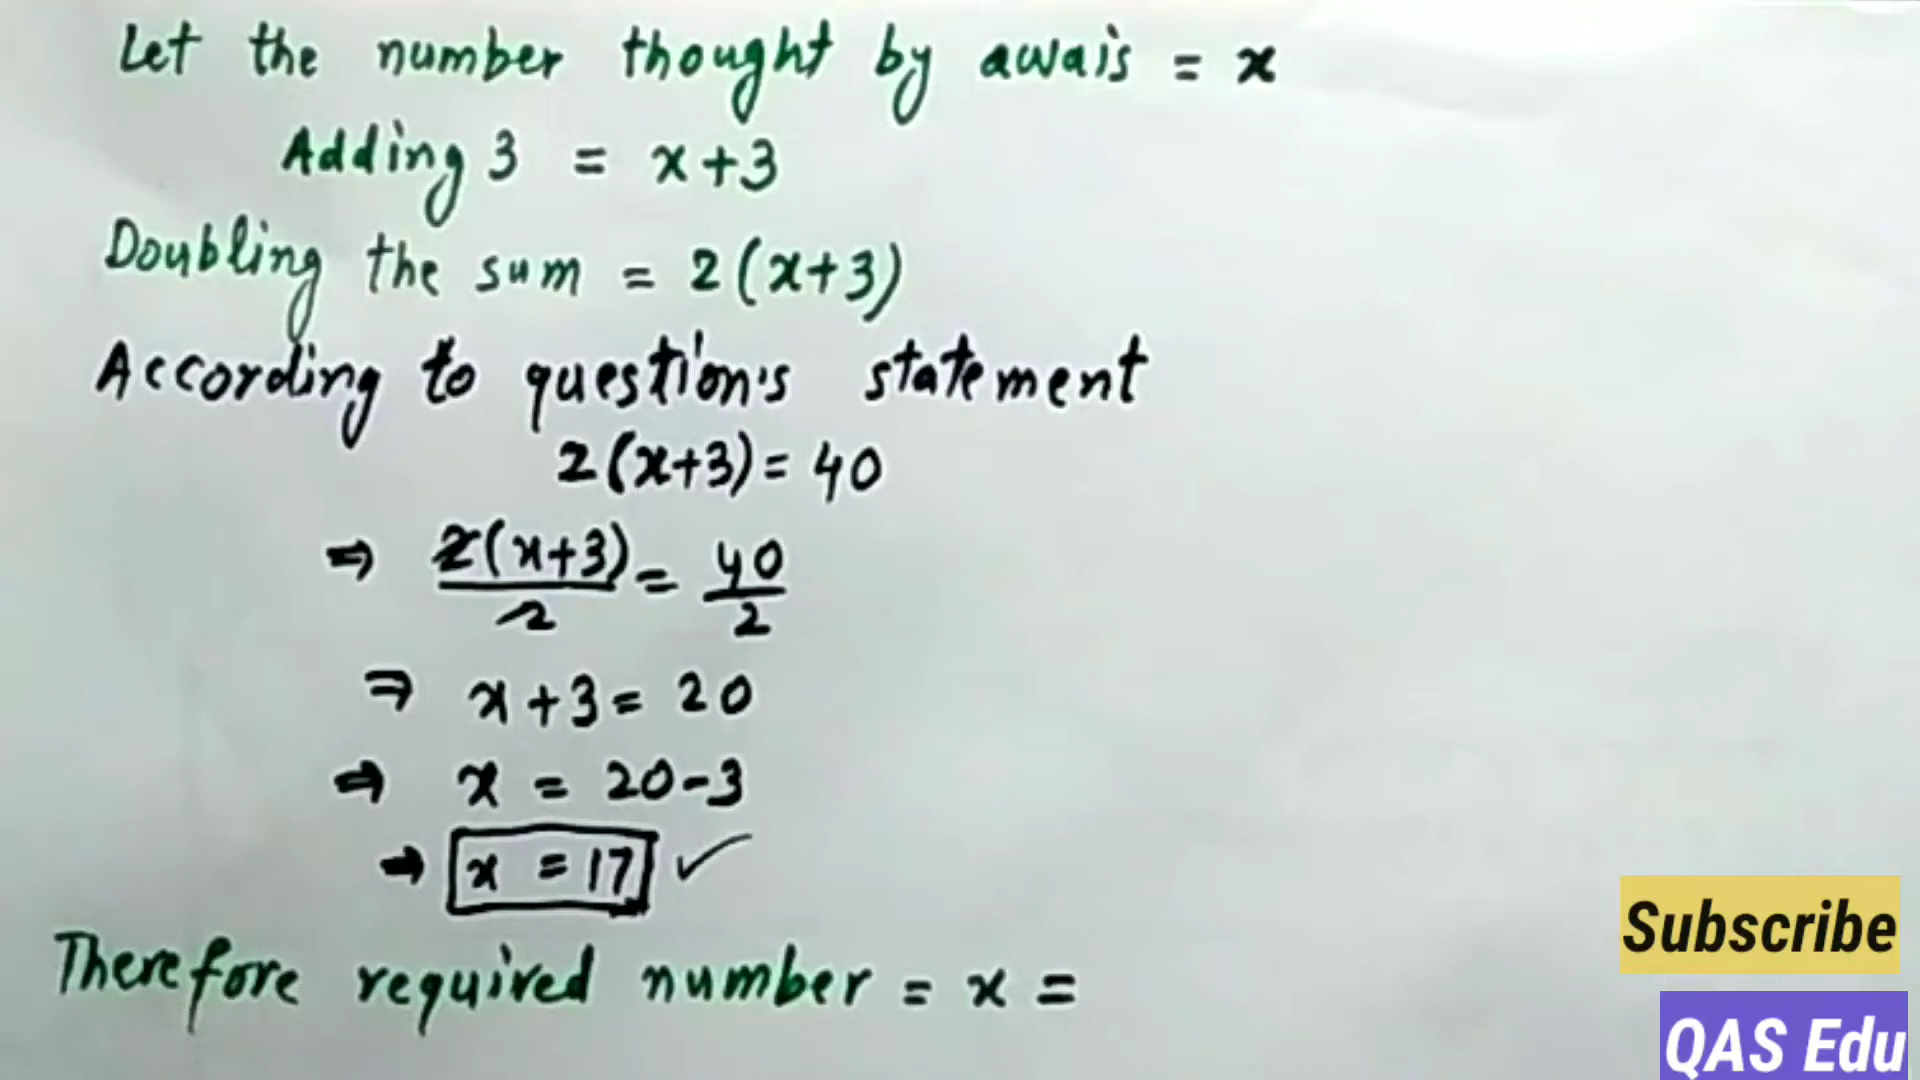 Let the number thought by awais = x
Adding 3 = x+3
Doubling the sum = 2(x+3)
According to question's statement
2(x+3) = 40
⇒ 2(x+3)/2 = 40/2
⇒ x+3 = 20
⇒ x = 20-3
⇒ x = 17 ✓
Therefore required number = x =
Subscribe
QAS Edu